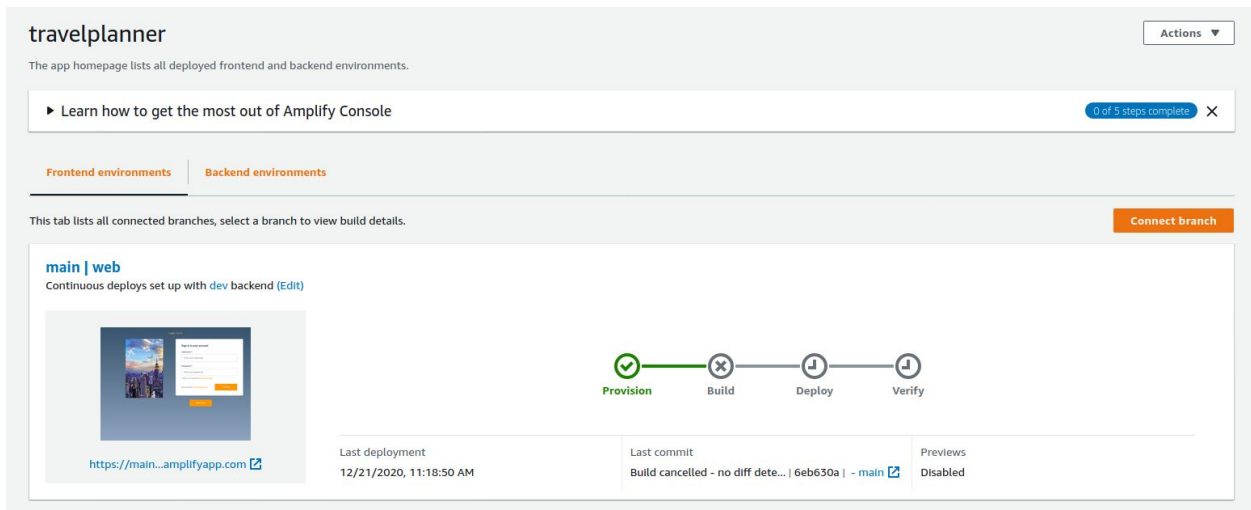 travelplanner
Actions
The app homepage lists all deployed frontend and backend environments.
Learn how to get the most out of Amplify Console
0 of 5 steps complete
Frontend environments
Backend environments
This tab lists all connected branches, select a branch to view build details.
Connect branch
main | web
Continuous deploys set up with dev backend (Edit)
Provision
Build
Deploy
Verify
https://main...amplifyapp.com
Last deployment
12/21/2020, 11:18:50 AM
Last commit
Build cancelled - no diff dete... | 6eb630a | - main
Previews
Disabled